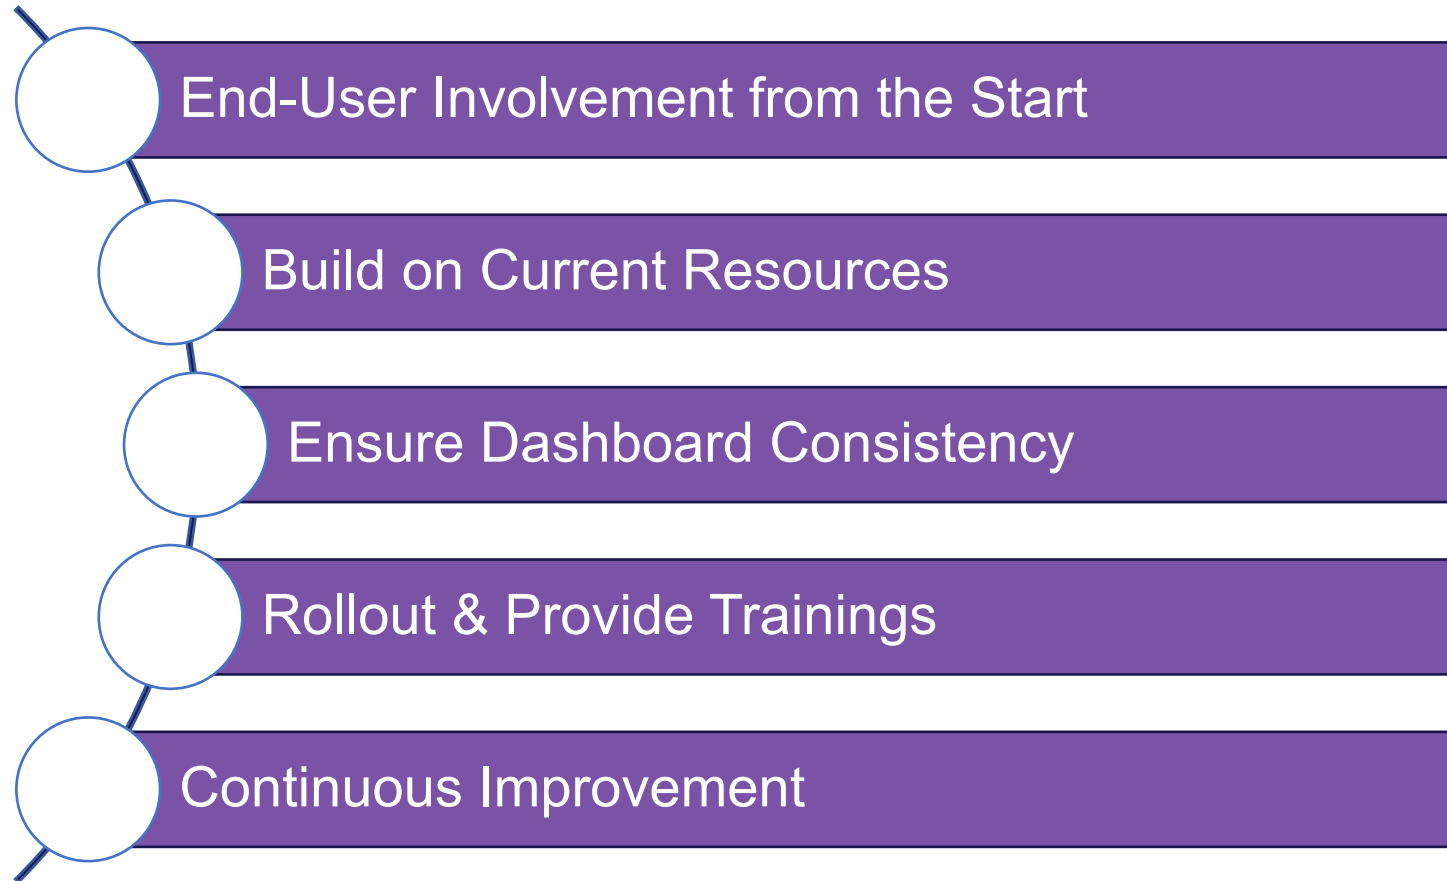 End-User Involvement from the Start
Build on Current Resources
Ensure Dashboard Consistency
Rollout & Provide Trainings
Continuous Improvement